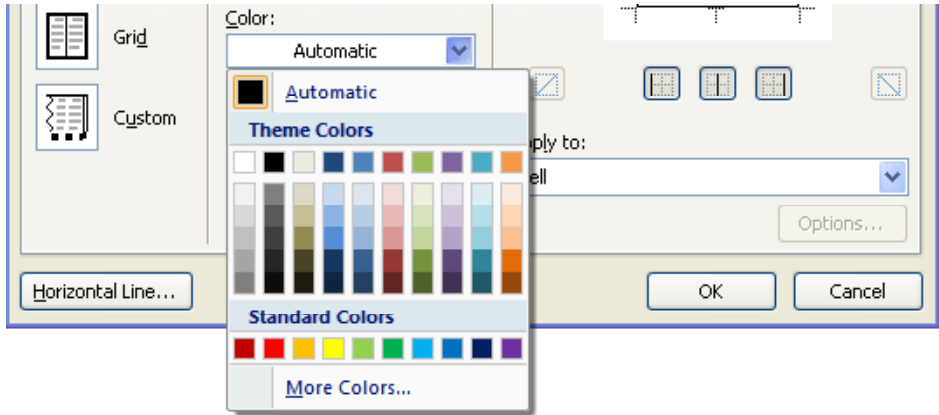 Color:
Grid
Automatic
Automatic
Custom
Theme Colors
ply to:
ell
Options...
Horizontal Line...
OK
Cancel
Standard Colors
More Colors...